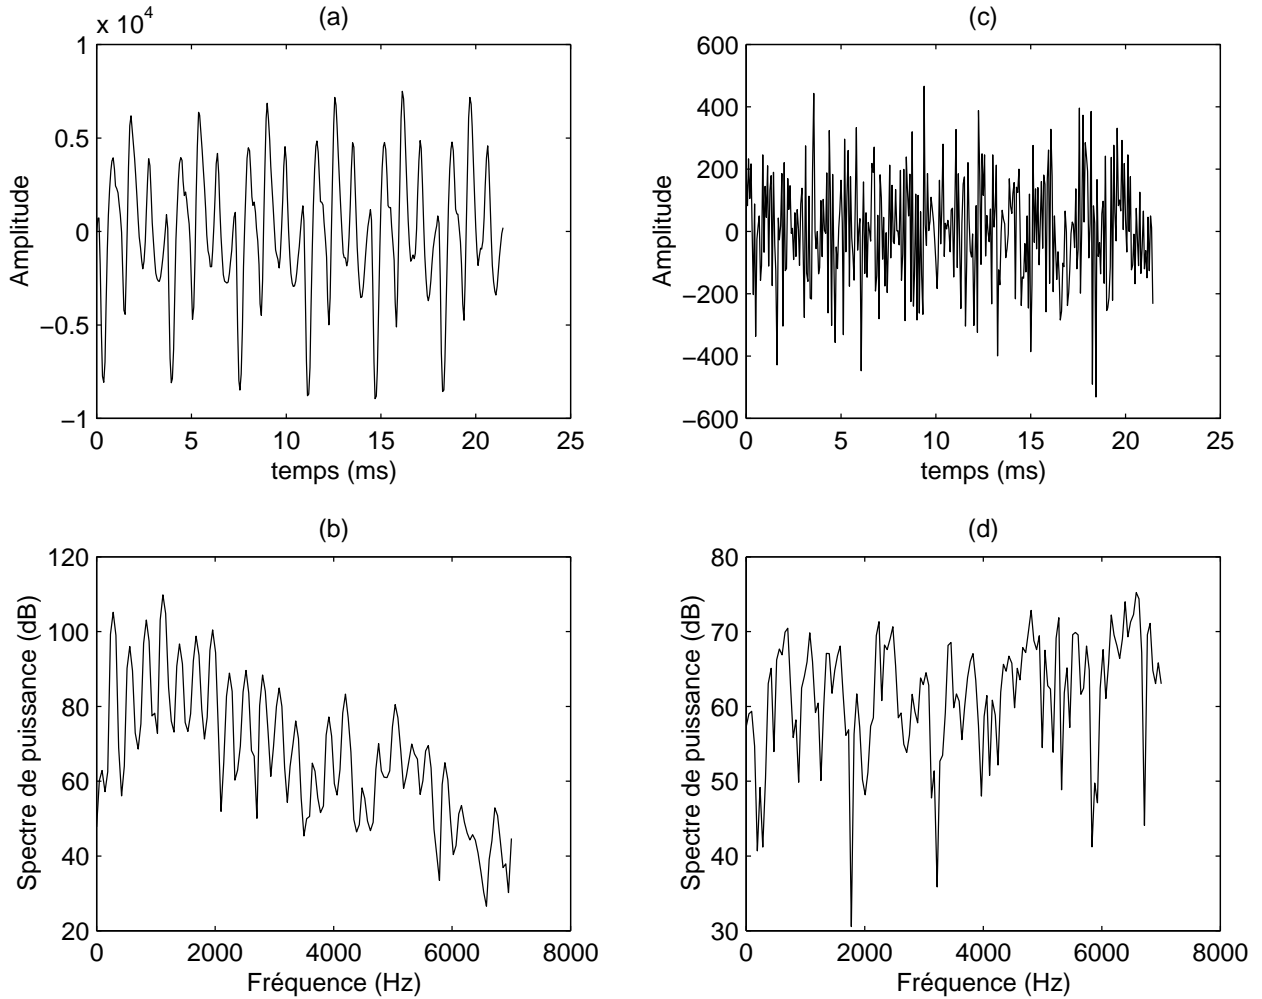 (a)
x 10^4
1
0.5
0
−0.5
−1
Amplitude
0 5 10 15 20 25
temps (ms)
(c)
600
400
200
0
−200
−400
−600
Amplitude
0 5 10 15 20 25
temps (ms)
(b)
120
100
80
60
40
20
Spectre de puissance (dB)
0 2000 4000 6000 8000
Fréquence (Hz)
(d)
80
70
60
50
40
30
Spectre de puissance (dB)
0 2000 4000 6000 8000
Fréquence (Hz)